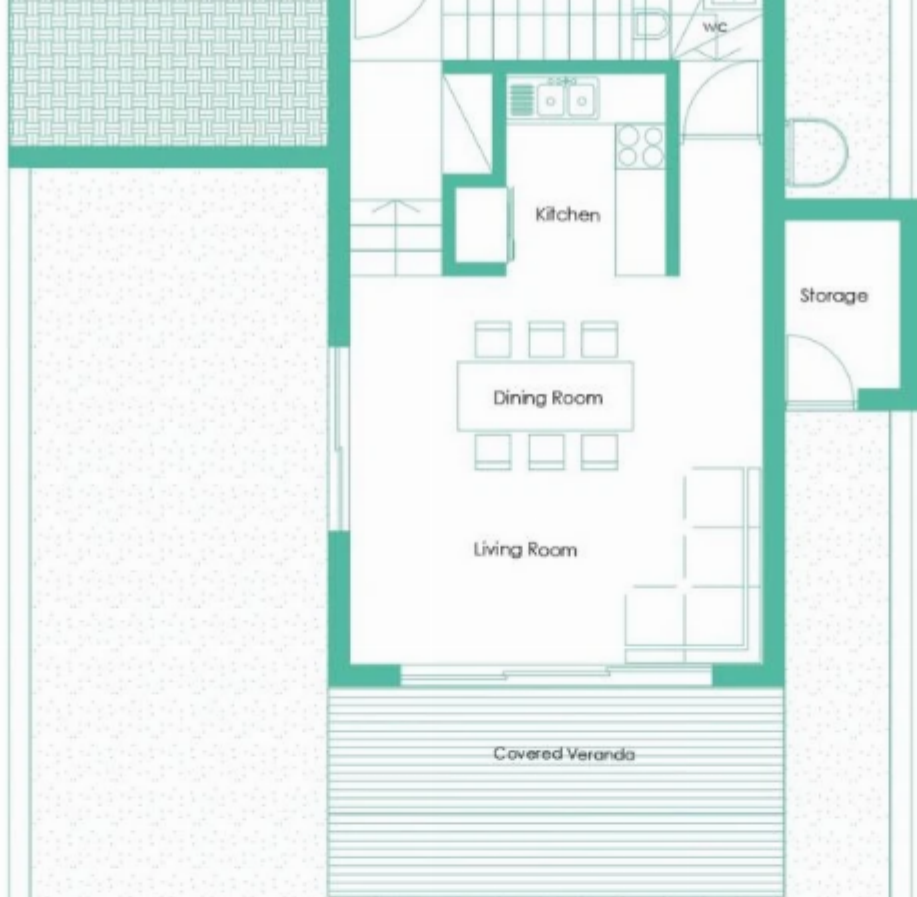 wc
Kitchen
Storage
Dining Room
Living Room
Covered Veranda